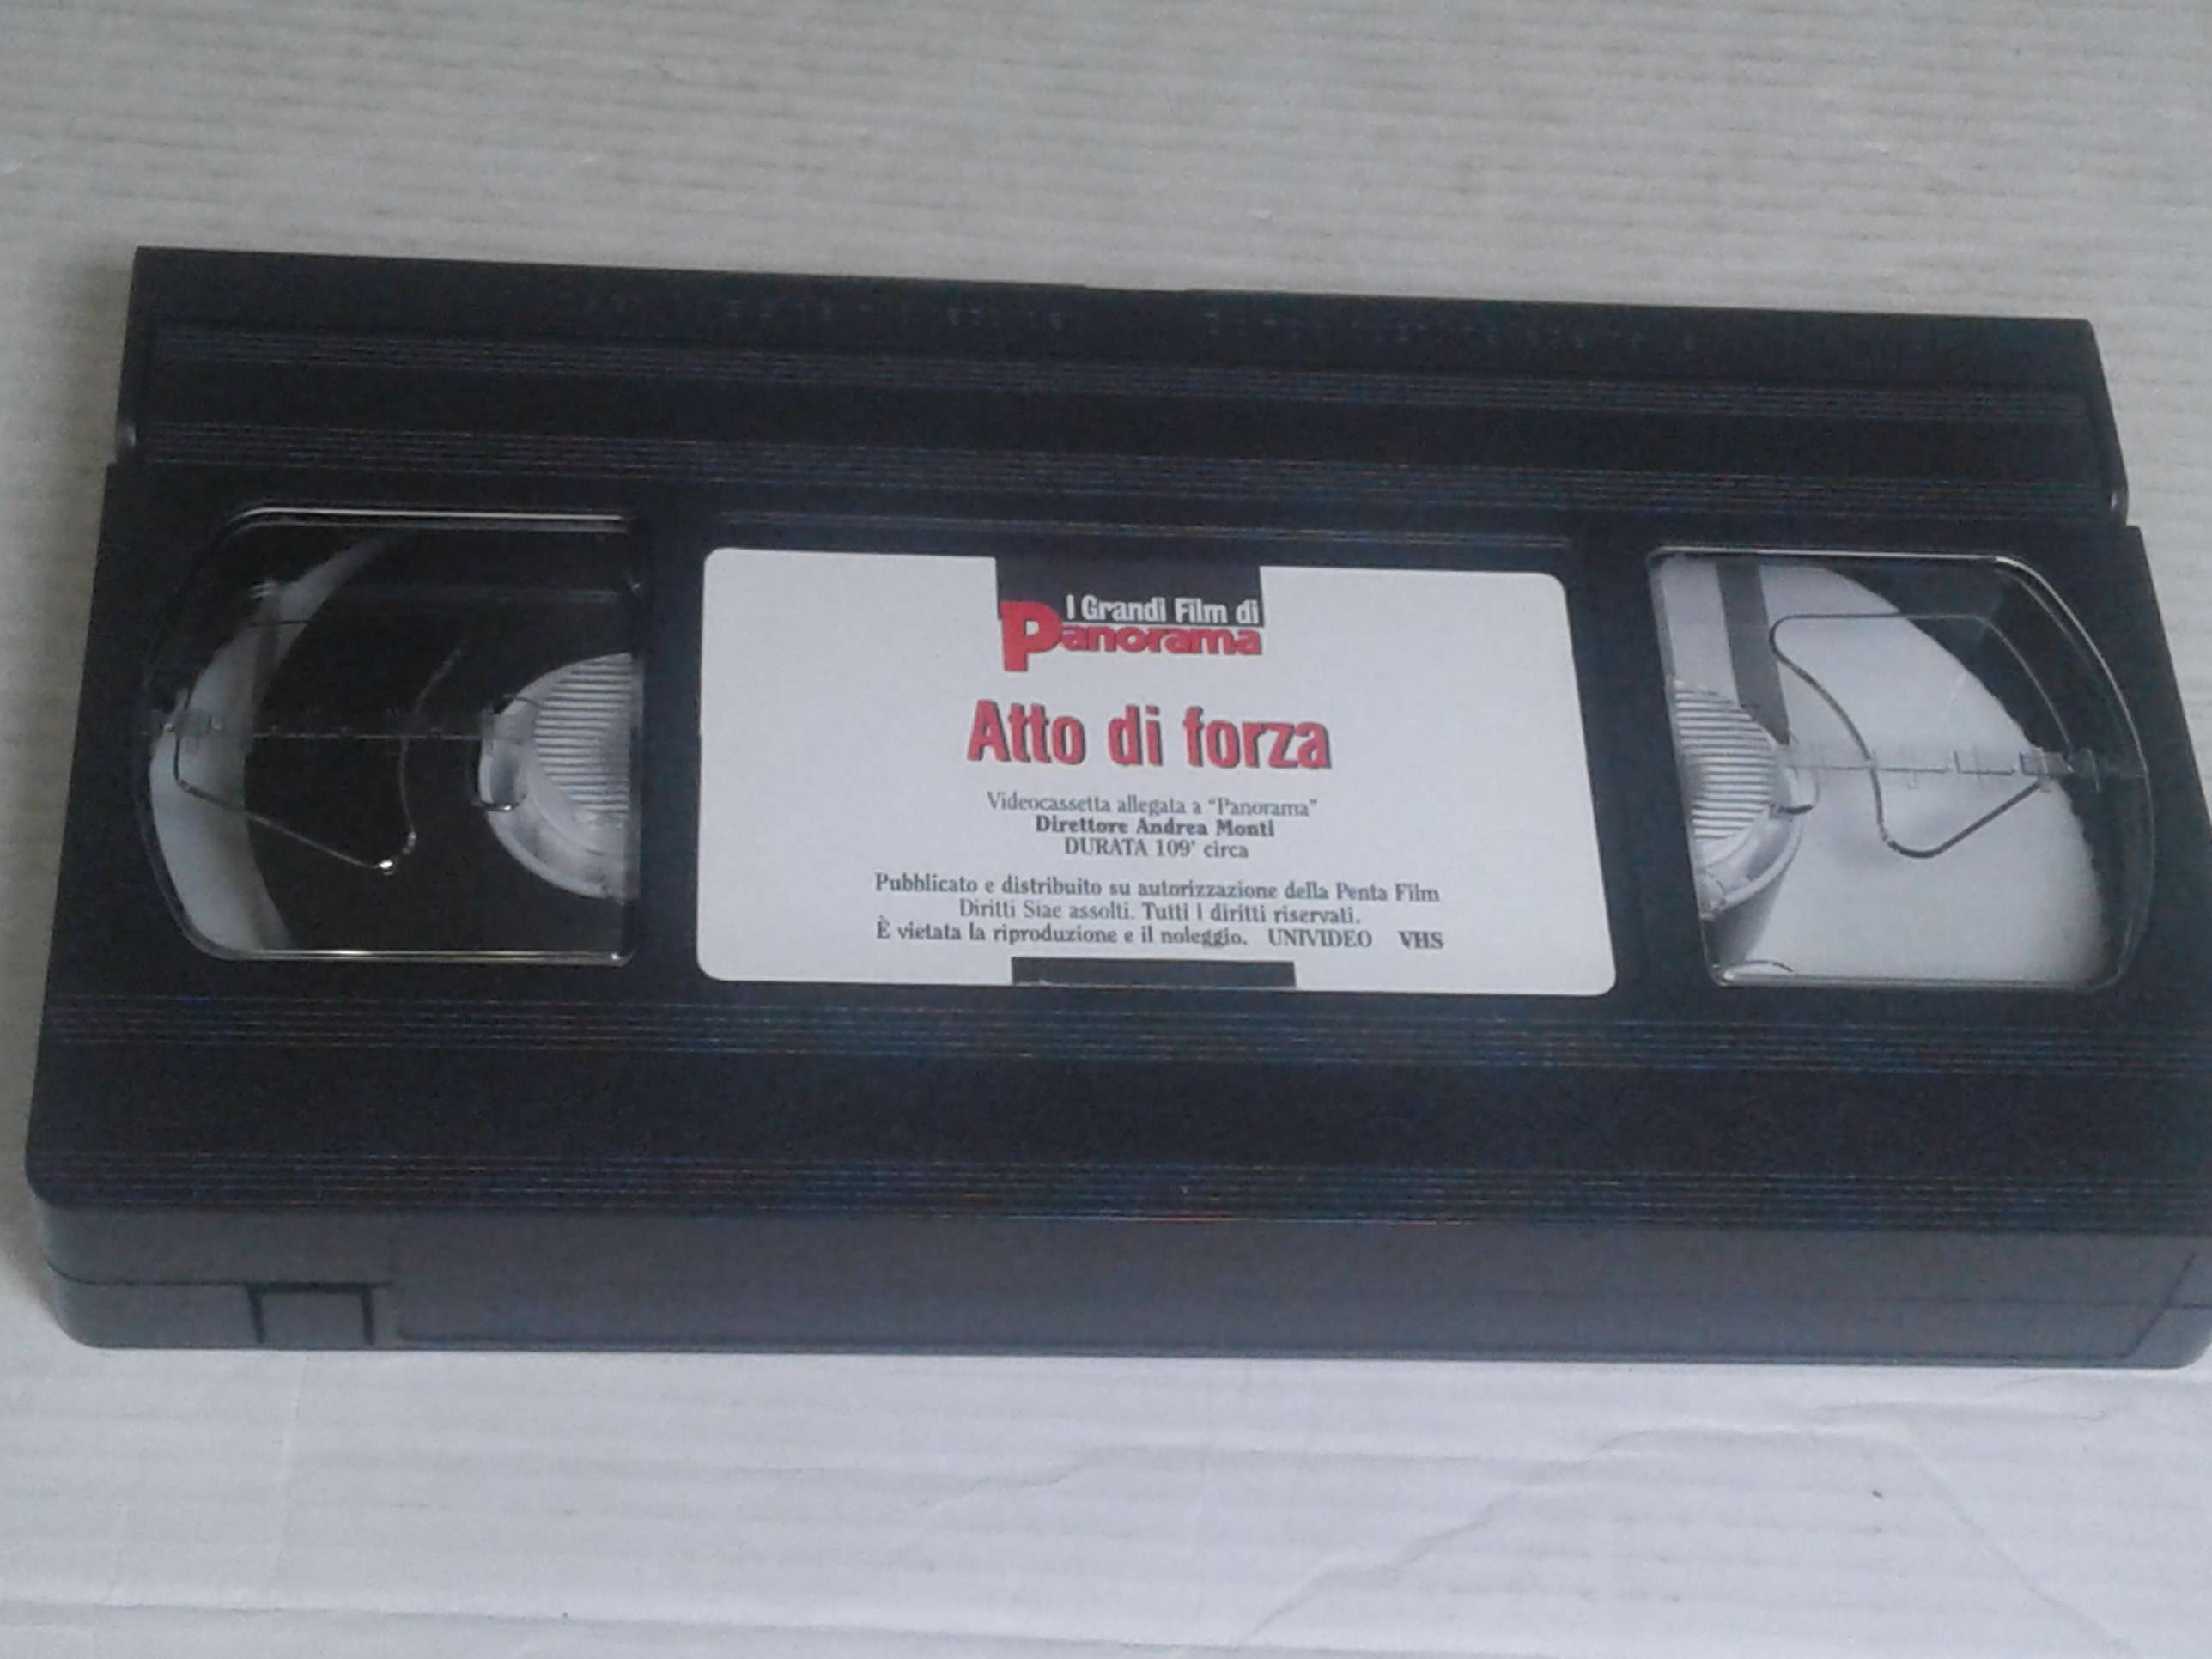 I Grandi Film di
Panorama
Atto di forza
Videocassetta allegata a "Panorama"
Direttore Andrea Monti
DURATA 109' circa
Pubblicato e distribuito su autorizzazione della Penta Film
Diritti Siae assolti. Tutti i diritti riservati.
È vietata la riproduzione e il noleggio. UNIVIDEO VHS